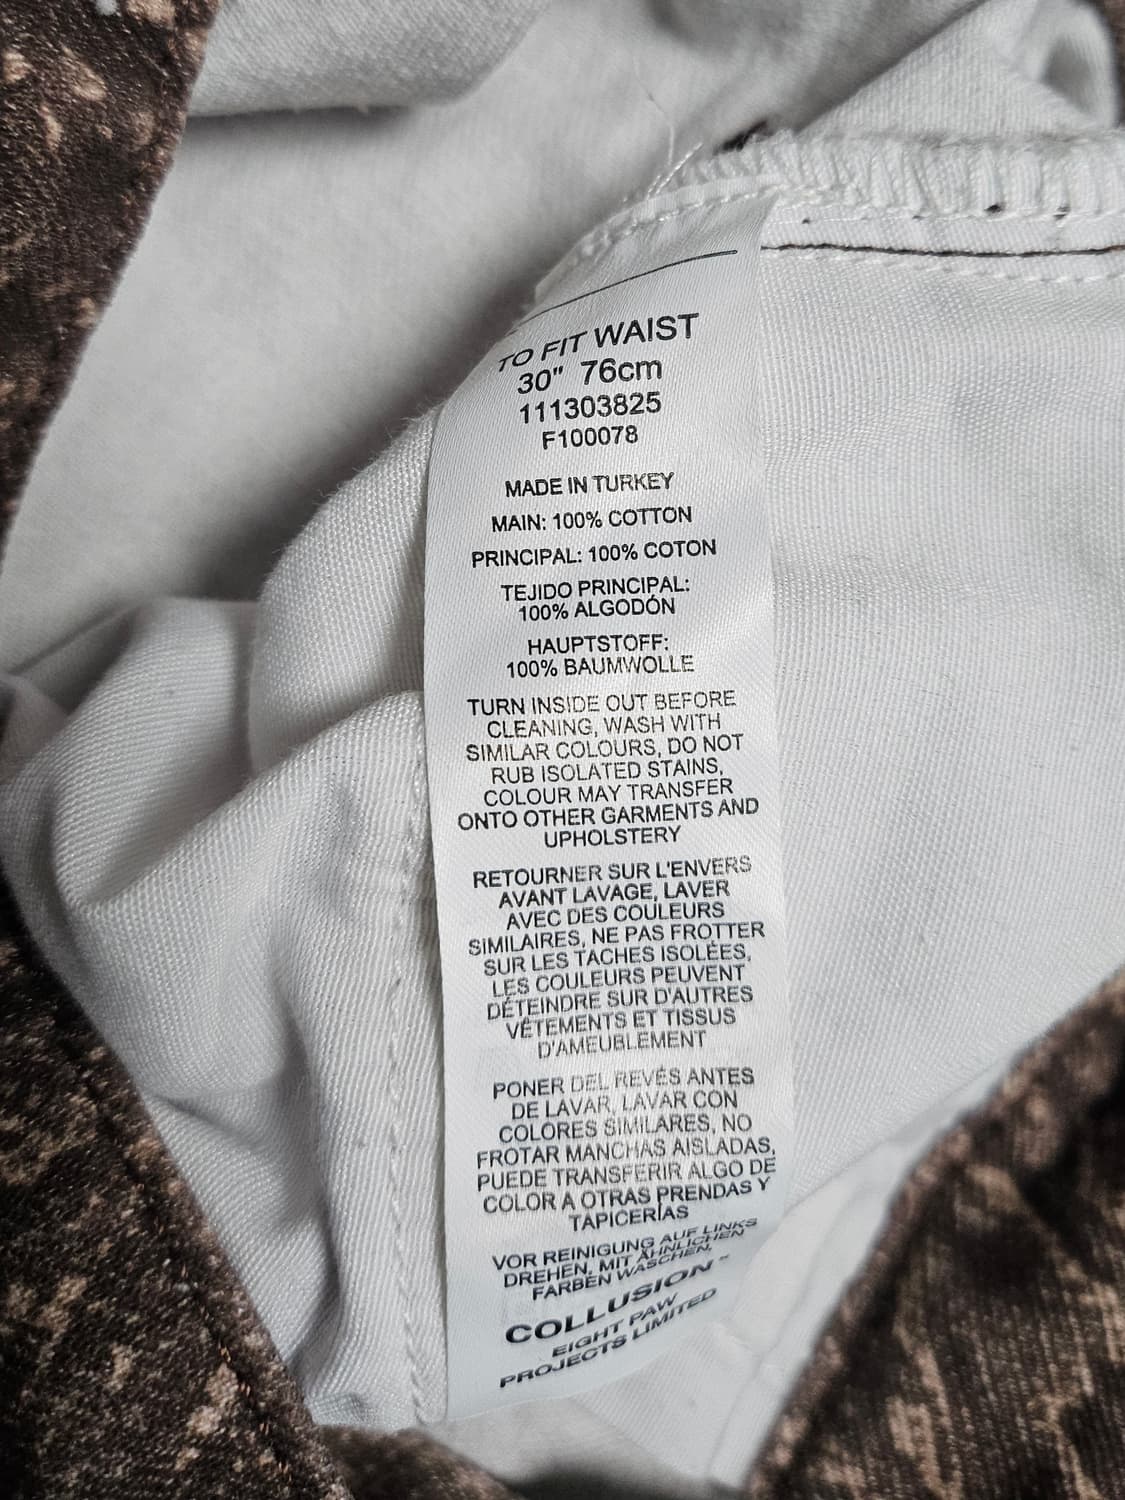 TO FIT WAIST
30" 76cm
111303825
F100078
MADE IN TURKEY
MAIN: 100% COTTON
PRINCIPAL: 100% COTON
TEJIDO PRINCIPAL:
100% ALGODÓN
HAUPTSTOFF:
100% BAUMWOLLE
TURN INSIDE OUT BEFORE
CLEANING, WASH WITH
SIMILAR COLOURS, DO NOT
RUB ISOLATED STAINS,
COLOUR MAY TRANSFER
ONTO OTHER GARMENTS AND
UPHOLSTERY
RETOURNER SUR L'ENVERS
AVANT LAVAGE, LAVER
AVEC DES COULEURS
SIMILAIRES, NE PAS FROTTER
SUR LES TACHES ISOLÉES,
LES COULEURS PEUVENT
DÉTEINDRE SUR D'AUTRES
VÊTEMENTS ET TISSUS
D'AMEUBLEMENT
PONER DEL REVÉS ANTES
DE LAVAR, LAVAR CON
COLORES SIMILARES, NO
FROTAR MANCHAS AISLADAS,
PUEDE TRANSFERIR ALGO DE
COLOR A OTRAS PRENDAS Y
TAPICERÍAS
VOR REINIGUNG AUF LINKS
DREHEN, MIT ÄHNLICHEN
FARBEN WASCHEN,
COLLUSION
EIGHT PAW
PROJECTS LIMITED